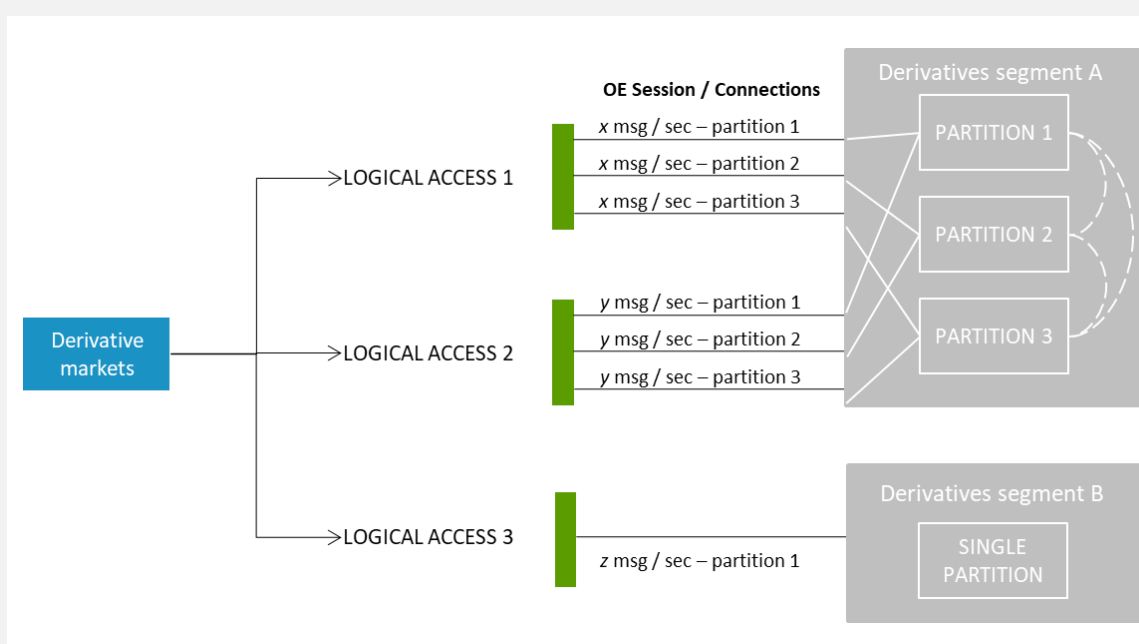 OE Session / Connections
Derivatives segment A
x msg / sec – partition 1
x msg / sec – partition 2
x msg / sec – partition 3
LOGICAL ACCESS 1
PARTITION 1
PARTITION 2
PARTITION 3
Derivative
markets
LOGICAL ACCESS 2
y msg / sec – partition 1
y msg / sec – partition 2
y msg / sec – partition 3
LOGICAL ACCESS 3
z msg / sec – partition 1
Derivatives segment B
SINGLE
PARTITION